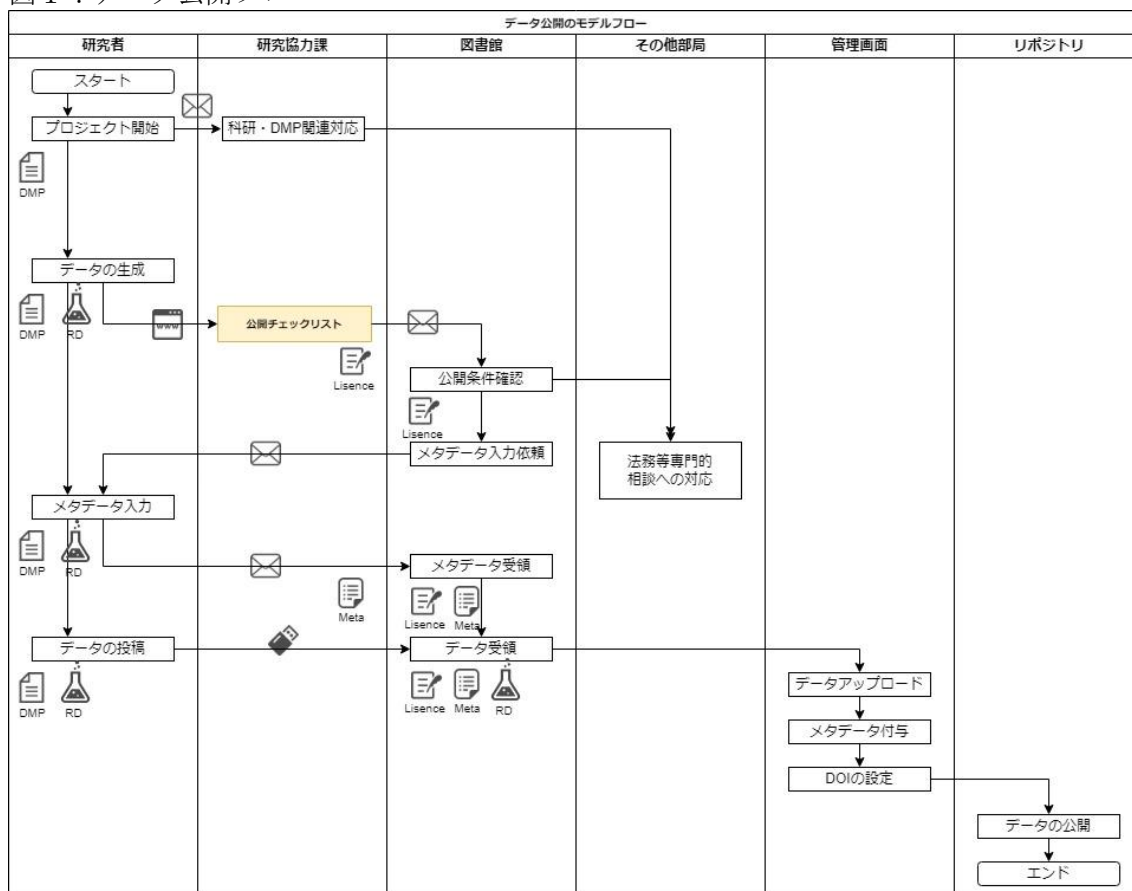 データ公開のモデルフロー
研究者
研究協力課
図書館
その他部局
管理画面
リポジトリ
スタート
プロジェクト開始
科研・DMP関連対応
DMP
データの生成
DMP
RD
www
公開チェックリスト
Lisence
公開条件確認
Lisence
メタデータ入力依頼
法務等専門的
相談への対応
メタデータ入力
DMP
RD
メタデータ受領
Meta
Lisence
Meta
データの投稿
データ受領
DMP
RD
Lisence
Meta
RD
データアップロード
メタデータ付与
DOIの設定
データの公開
エンド